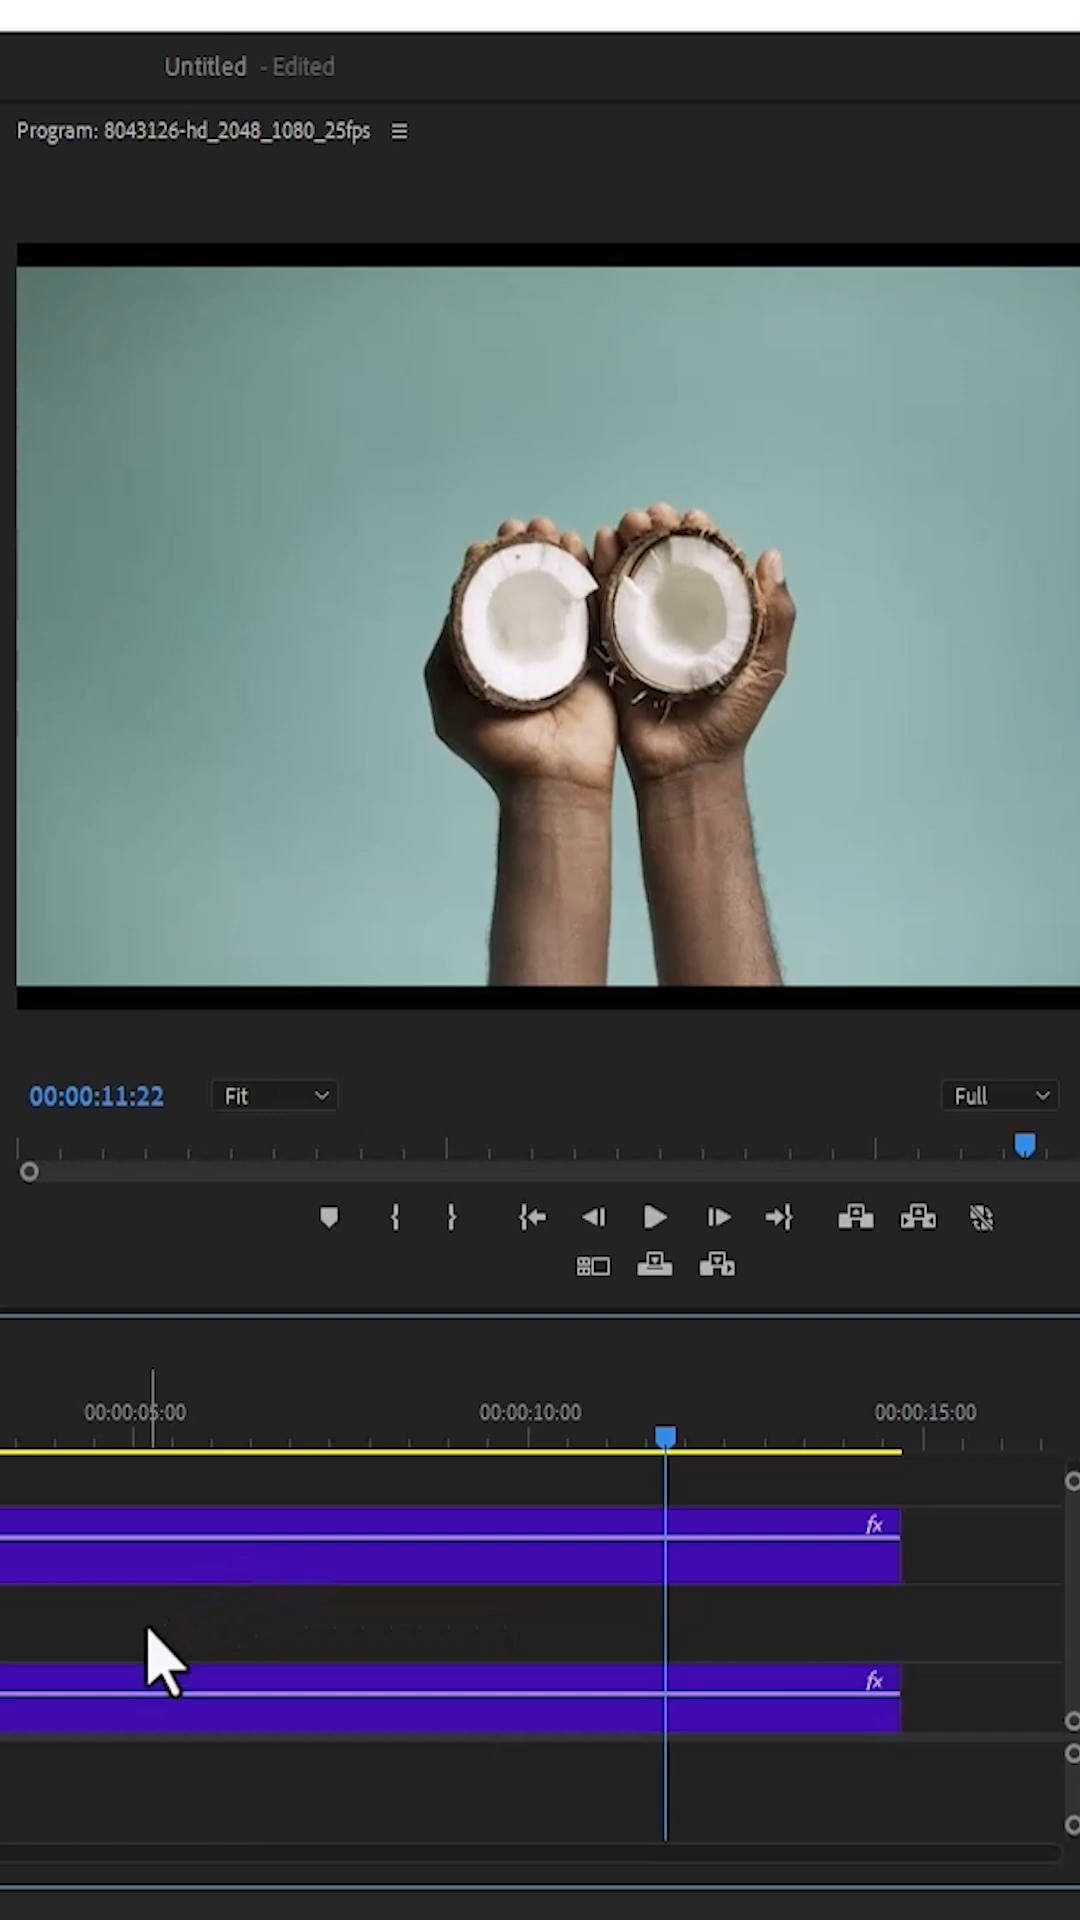 Untitled - Edited
Program: 8043126-hd_2048_1080_25fps
00:00:11:22 Fit Full
00:00:05:00 00:00:10:00 00:00:15:00
fx
fx